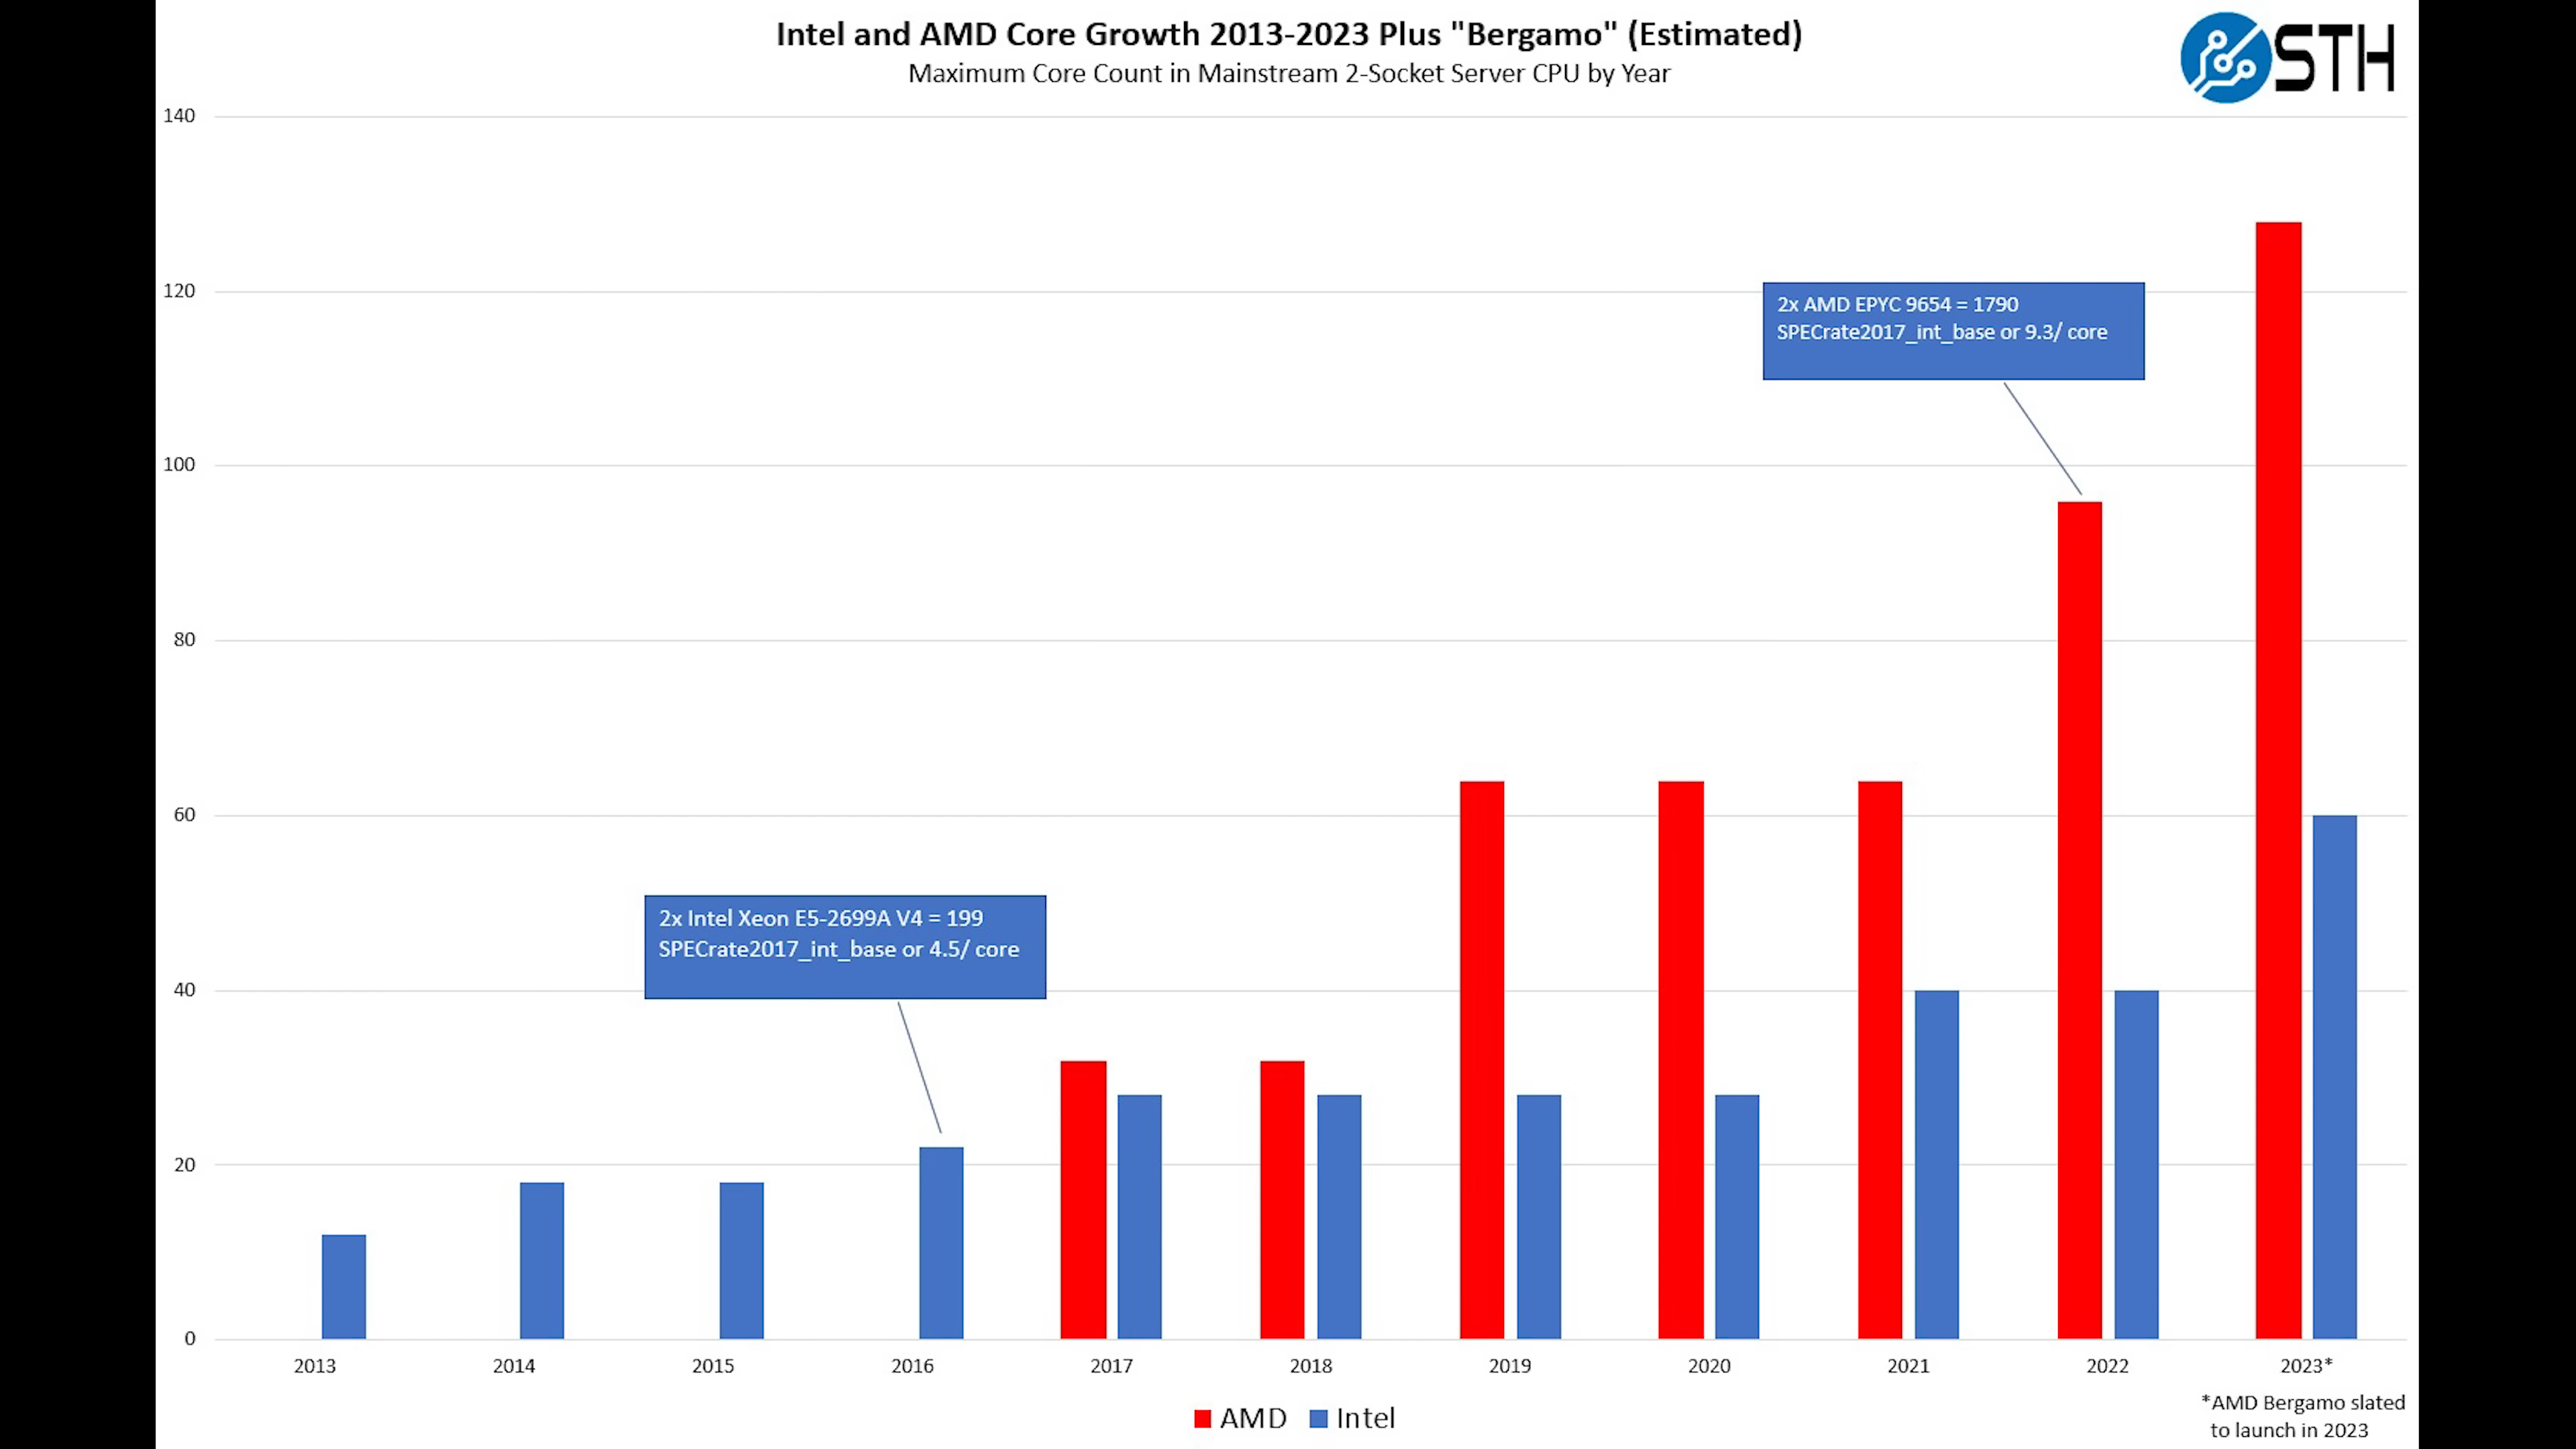 Intel and AMD Core Growth 2013-2023 Plus "Bergamo" (Estimated)
Maximum Core Count in Mainstream 2-Socket Server CPU by Year
STH
140
120
100
80
60
40
20
0
2x AMD EPYC 9654 = 1790
SPECrate2017_int_base or 9.3/ core
2x Intel Xeon E5-2699A V4 = 199
SPECrate2017_int_base or 4.5/ core
2013 2014 2015 2016 2017 2018 2019 2020 2021 2022 2023*
AMD Intel
*AMD Bergamo slated
to launch in 2023